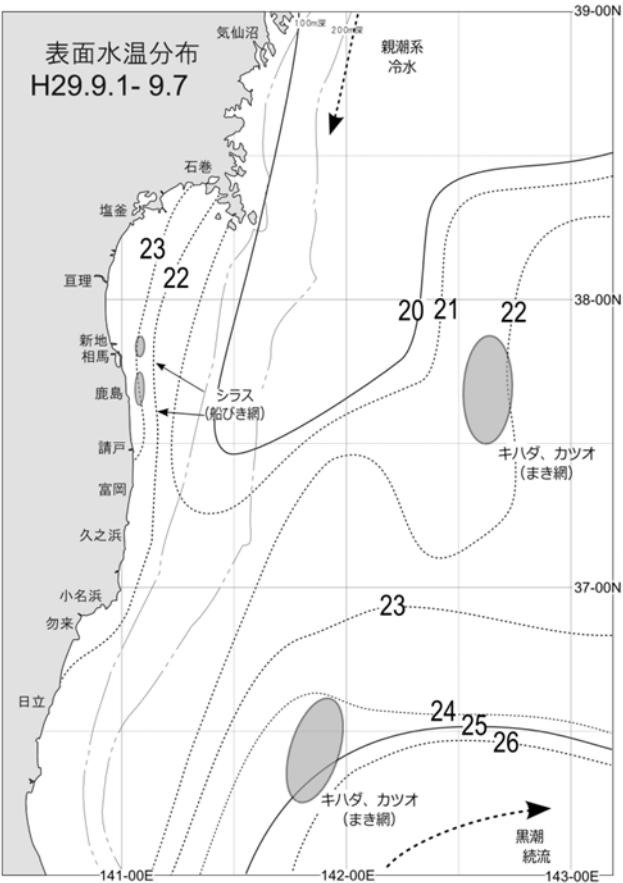 39-00N
気仙沼
100m深
200m深
表面水温分布
H29.9.1- 9.7
親潮系
冷水
石巻
塩釜
23
22
亘理
38-00N
20
21
22
新地
相馬
鹿島
シラス
(船びき網)
請戸
キハダ、カツオ
(まき網)
富岡
久之浜
37-00N
小名浜
23
勿来
日立
24
25
26
キハダ、カツオ
(まき網)
黒潮
続流
141-00E
142-00E
143-00E